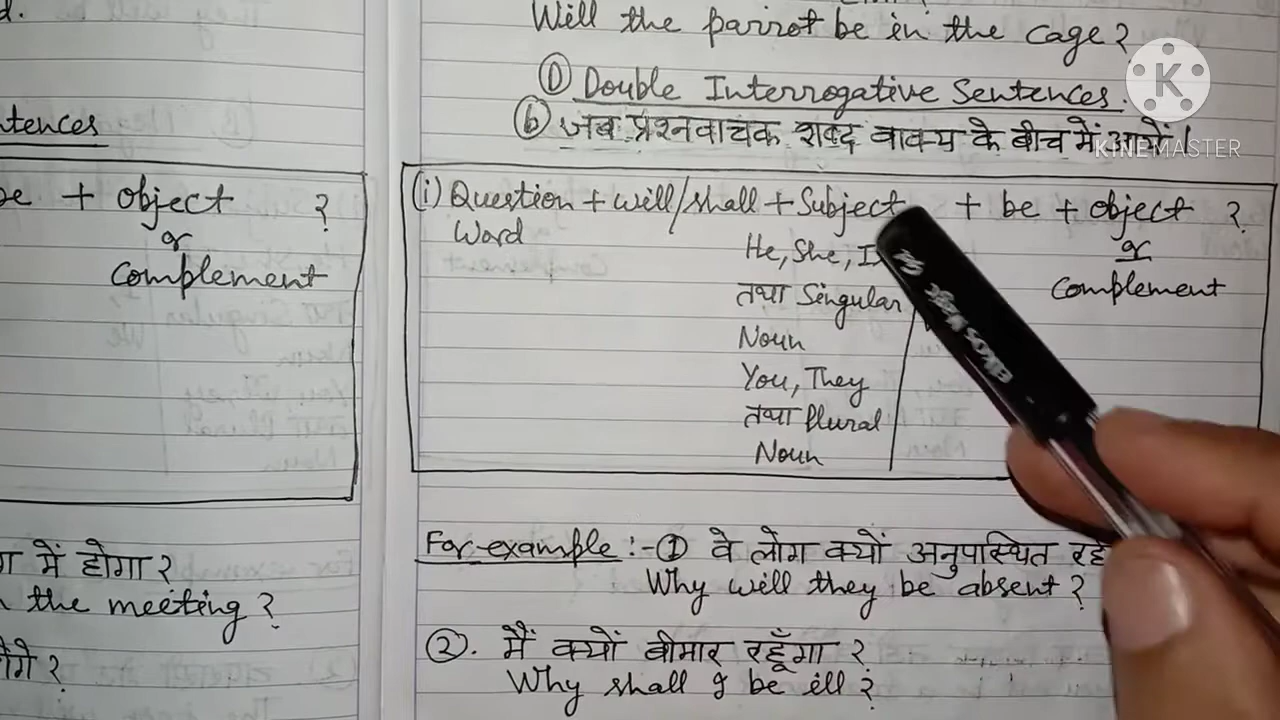 d.
Will the parrot be in the cage?
K
KINEMASTER
ⓓ Double Interrogative Sentences.
ⓑ जब प्रश्नवाचक शब्द वाक्य के बीच में आयें।
be + object ?
or
complement
में होगा?
the meeting?
(i) Question + will/shall + Subject + be + object ?
Word
or
He, She, It
complement
तथा Singular
Noun
You, They
तथा plural
Noun
For example :- ① वे लोग क्यों अनुपस्थित
Why will they be absent?
②. मैं क्यों बीमार रहूँगा?
Why shall I be ill?